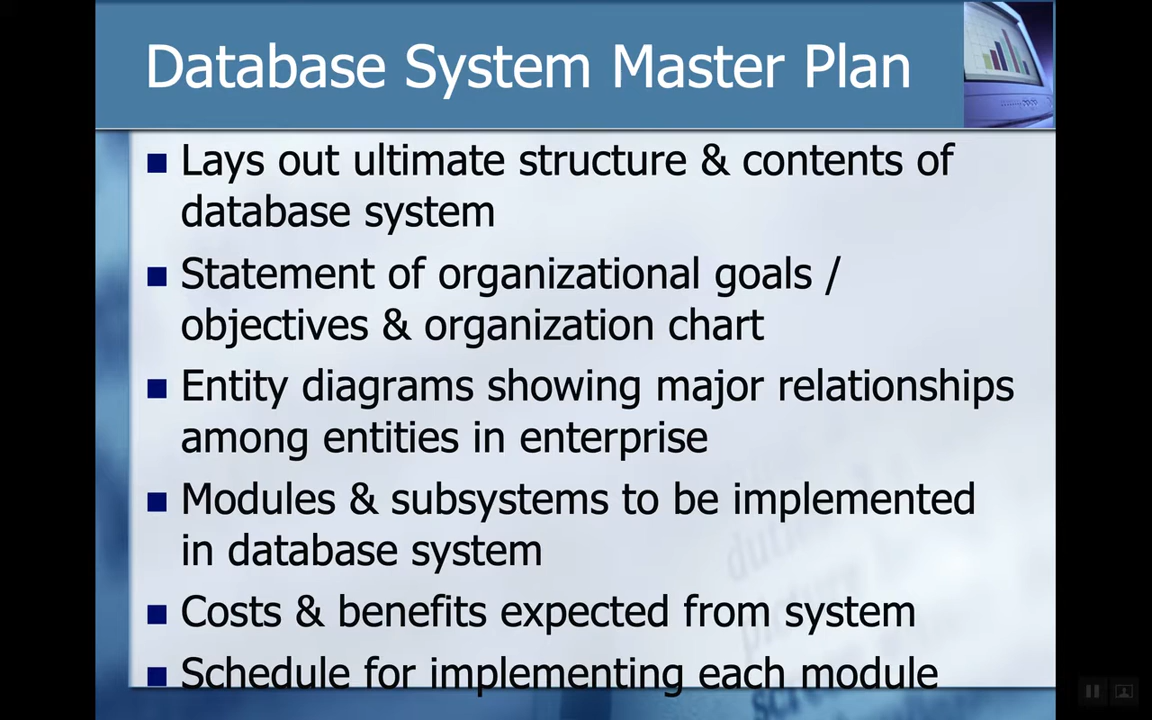 Database System Master Plan
Lays out ultimate structure & contents of
database system
Statement of organizational goals /
objectives & organization chart
Entity diagrams showing major relationships
among entities in enterprise
Modules & subsystems to be implemented
in database system
Costs & benefits expected from system
Schedule for implementing each module